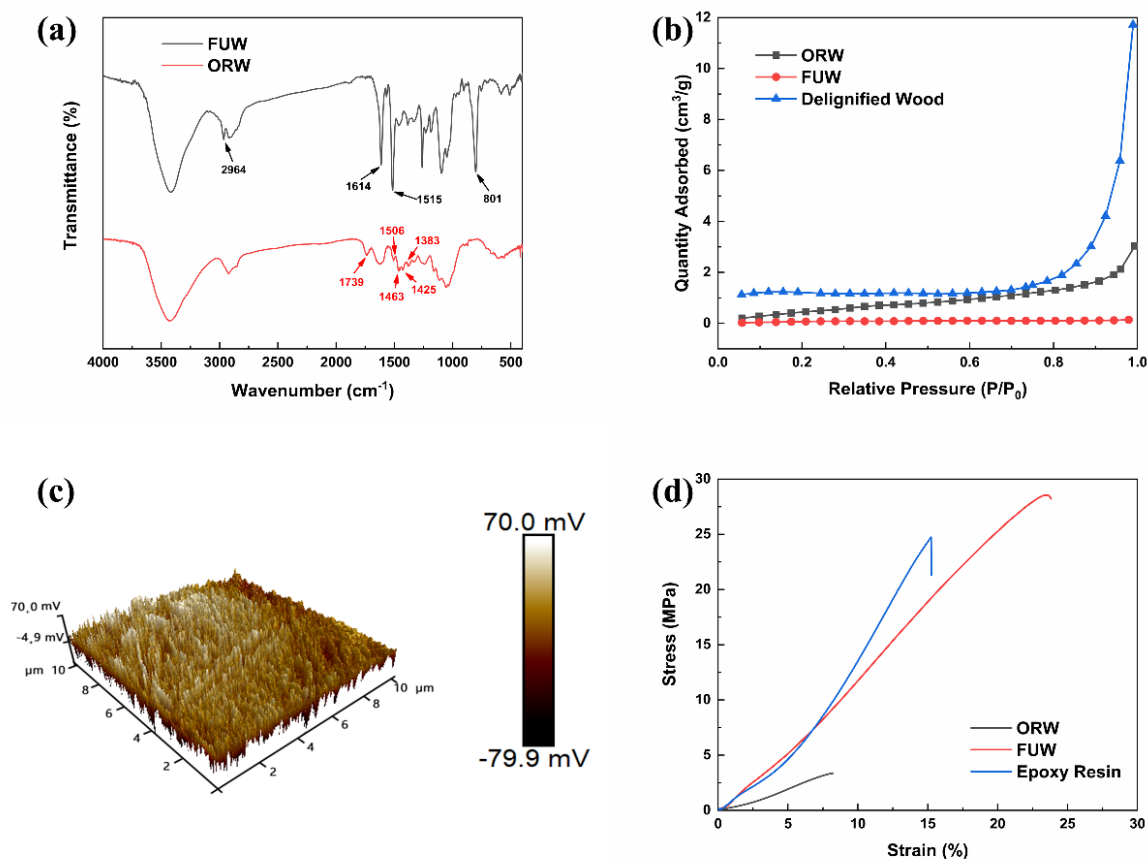 (a)
FUW
ORW
Transmittance (%)
2964
1614
1515
801
1739
1506
1463
1383
1425
4000 3500 3000 2500 2000 1500 1000 500
Wavenumber (cm⁻¹)
(b)
ORW
FUW
Delignified Wood
Quantity Adsorbed (cm³/g)
12
10
8
6
4
2
0
0.0 0.2 0.4 0.6 0.8 1.0
Relative Pressure (P/P₀)
(c)
70.0 mV
-79.9 mV
70,0 mV
-4,9 mV
µm 10
8
6
4
2
2
4
6
8
10 µm
(d)
Stress (MPa)
30
25
20
15
10
5
0
ORW
FUW
Epoxy Resin
0 5 10 15 20 25 30
Strain (%)